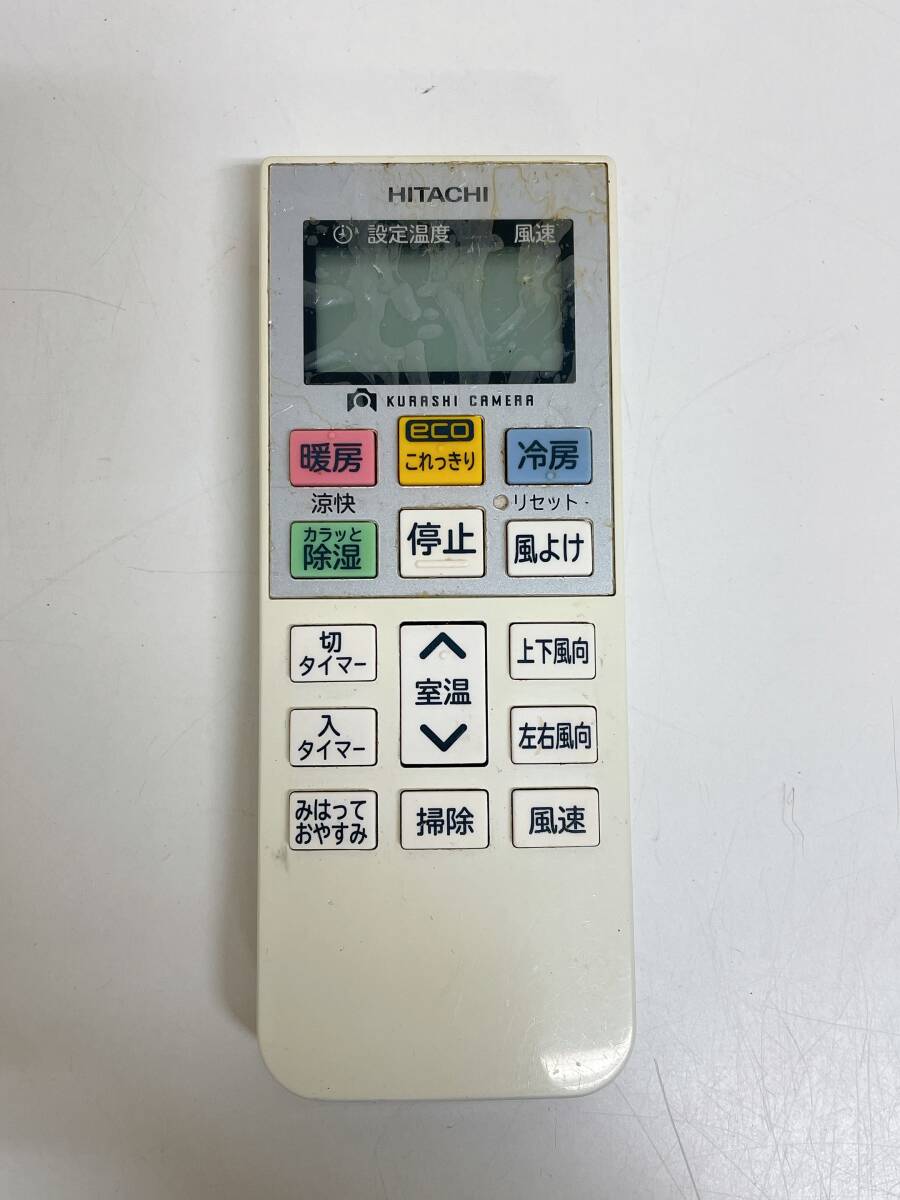 HITACHI
設定温度 風速
KURASHI CAMERA
暖房
eco
これっきり
冷房
涼快
リセット
カラッと
除湿
停止
風よけ
切
タイマー
室温
上下風向
入
タイマー
左右風向
みはって
おやすみ
掃除
風速